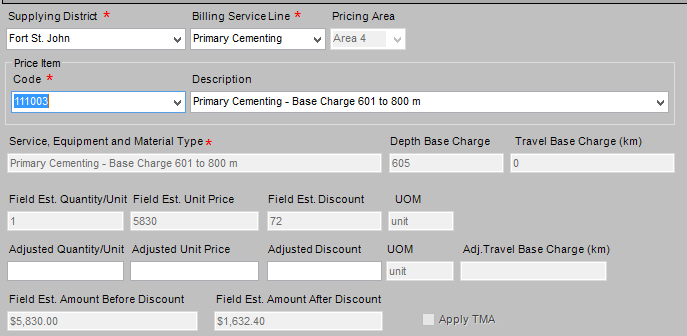 Supplying District * Billing Service Line * Pricing Area
Fort St. John Primary Cementing Area 4
Price Item
Code * Description
111003 Primary Cementing - Base Charge 601 to 800 m
Service, Equipment and Material Type * Depth Base Charge Travel Base Charge (km)
Primary Cementing - Base Charge 601 to 800 m 605 0
Field Est. Quantity/Unit Field Est. Unit Price Field Est. Discount UOM
1 5830 72 unit
Adjusted Quantity/Unit Adjusted Unit Price Adjusted Discount UOM Adj.Travel Base Charge (km)
unit
Field Est. Amount Before Discount Field Est. Amount After Discount
$5,830.00 $1,632.40 Apply TMA